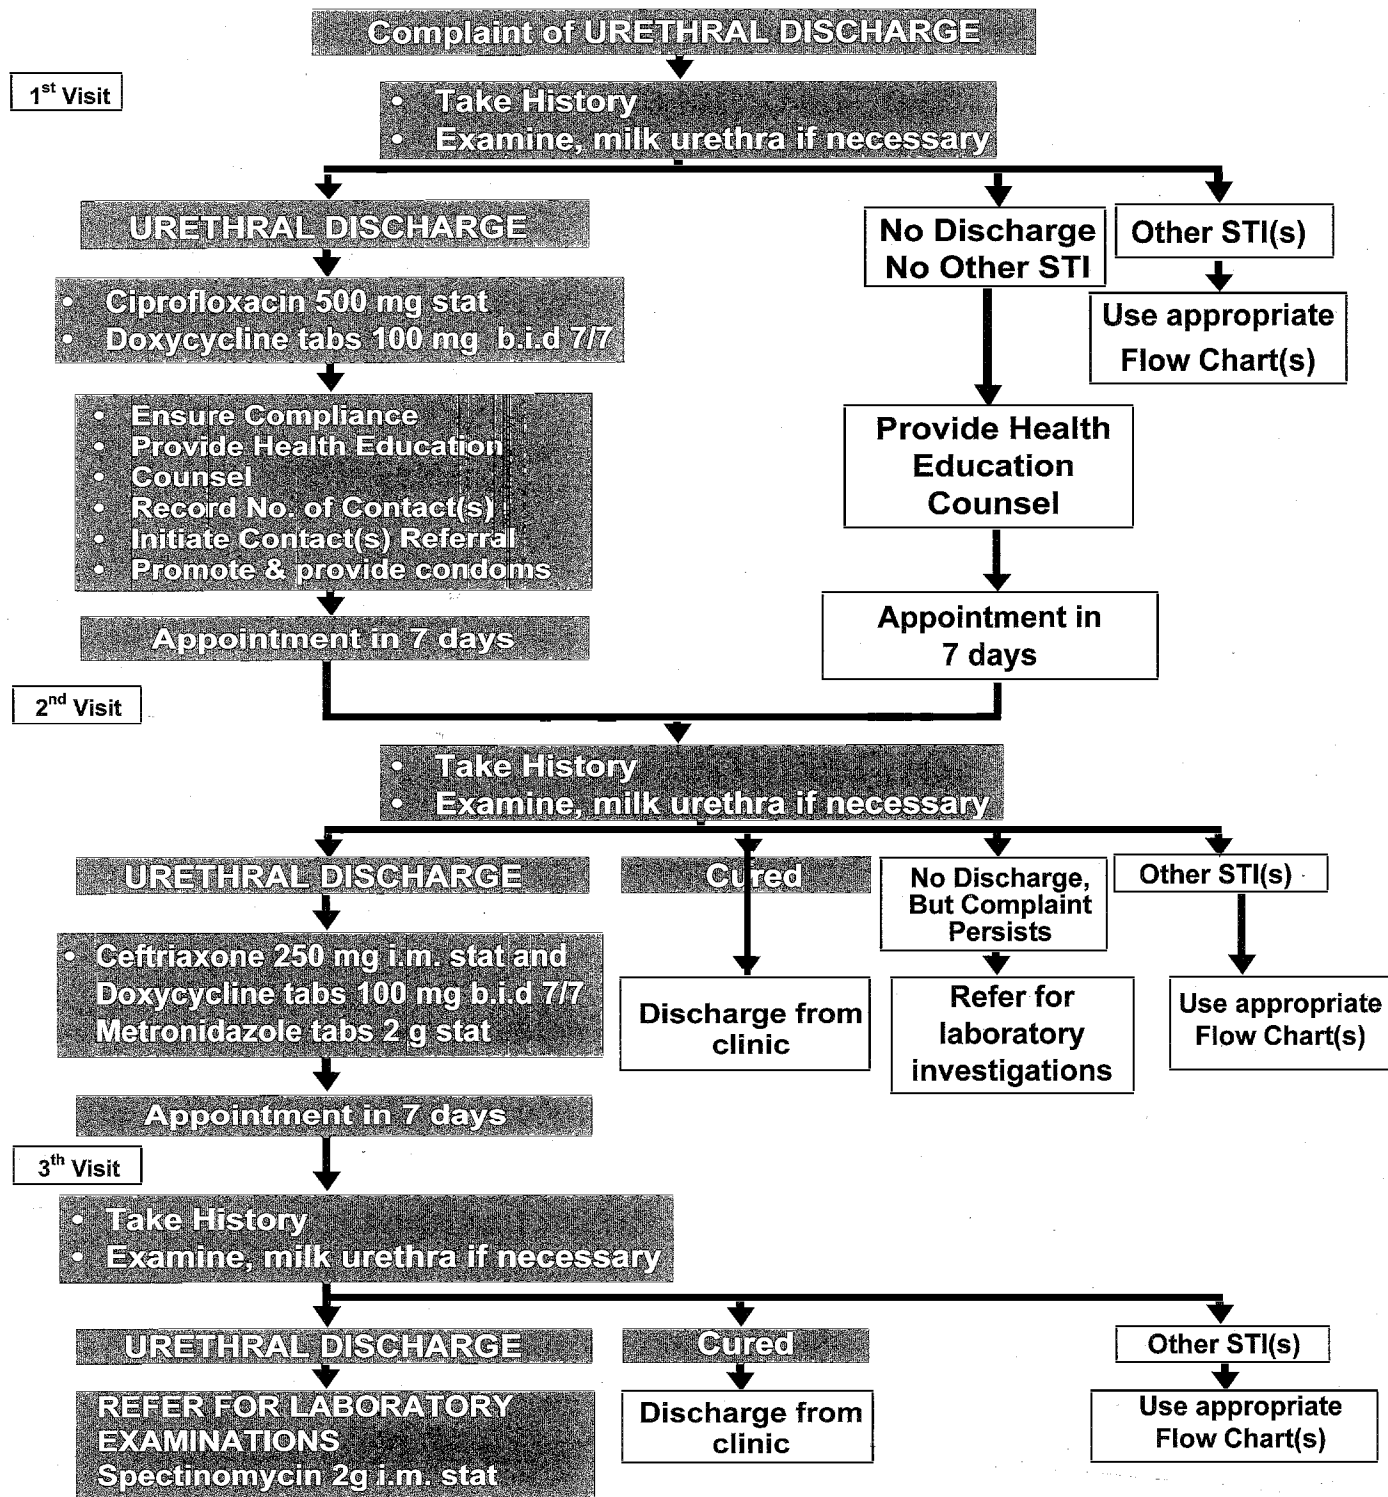 Complaint of URETHRAL DISCHARGE
1st Visit
• Take History
• Examine, milk urethra if necessary
URETHRAL DISCHARGE
No Discharge
No Other STI
Other STI(s)
• Ciprofloxacin 500 mg stat
• Doxycycline tabs 100 mg b.i.d 7/7
Use appropriate
Flow Chart(s)
• Ensure Compliance
• Provide Health Education
• Counsel
• Record No. of Contact(s)
• Initiate Contact(s) Referral
• Promote & provide condoms
Provide Health
Education
Counsel
Appointment in 7 days
Appointment in
7 days
2nd Visit
• Take History
• Examine, milk urethra if necessary
URETHRAL DISCHARGE
Cured
No Discharge,
But Complaint
Persists
Other STI(s)
• Ceftriaxone 250 mg i.m. stat and
Doxycycline tabs 100 mg b.i.d 7/7
Metronidazole tabs 2 g stat
Discharge from
clinic
Refer for
laboratory
investigations
Use appropriate
Flow Chart(s)
Appointment in 7 days
3th Visit
• Take History
• Examine, milk urethra if necessary
URETHRAL DISCHARGE
Cured
Other STI(s)
REFER FOR LABORATORY
EXAMINATIONS
Spectinomycin 2g i.m. stat
Discharge from
clinic
Use appropriate
Flow Chart(s)